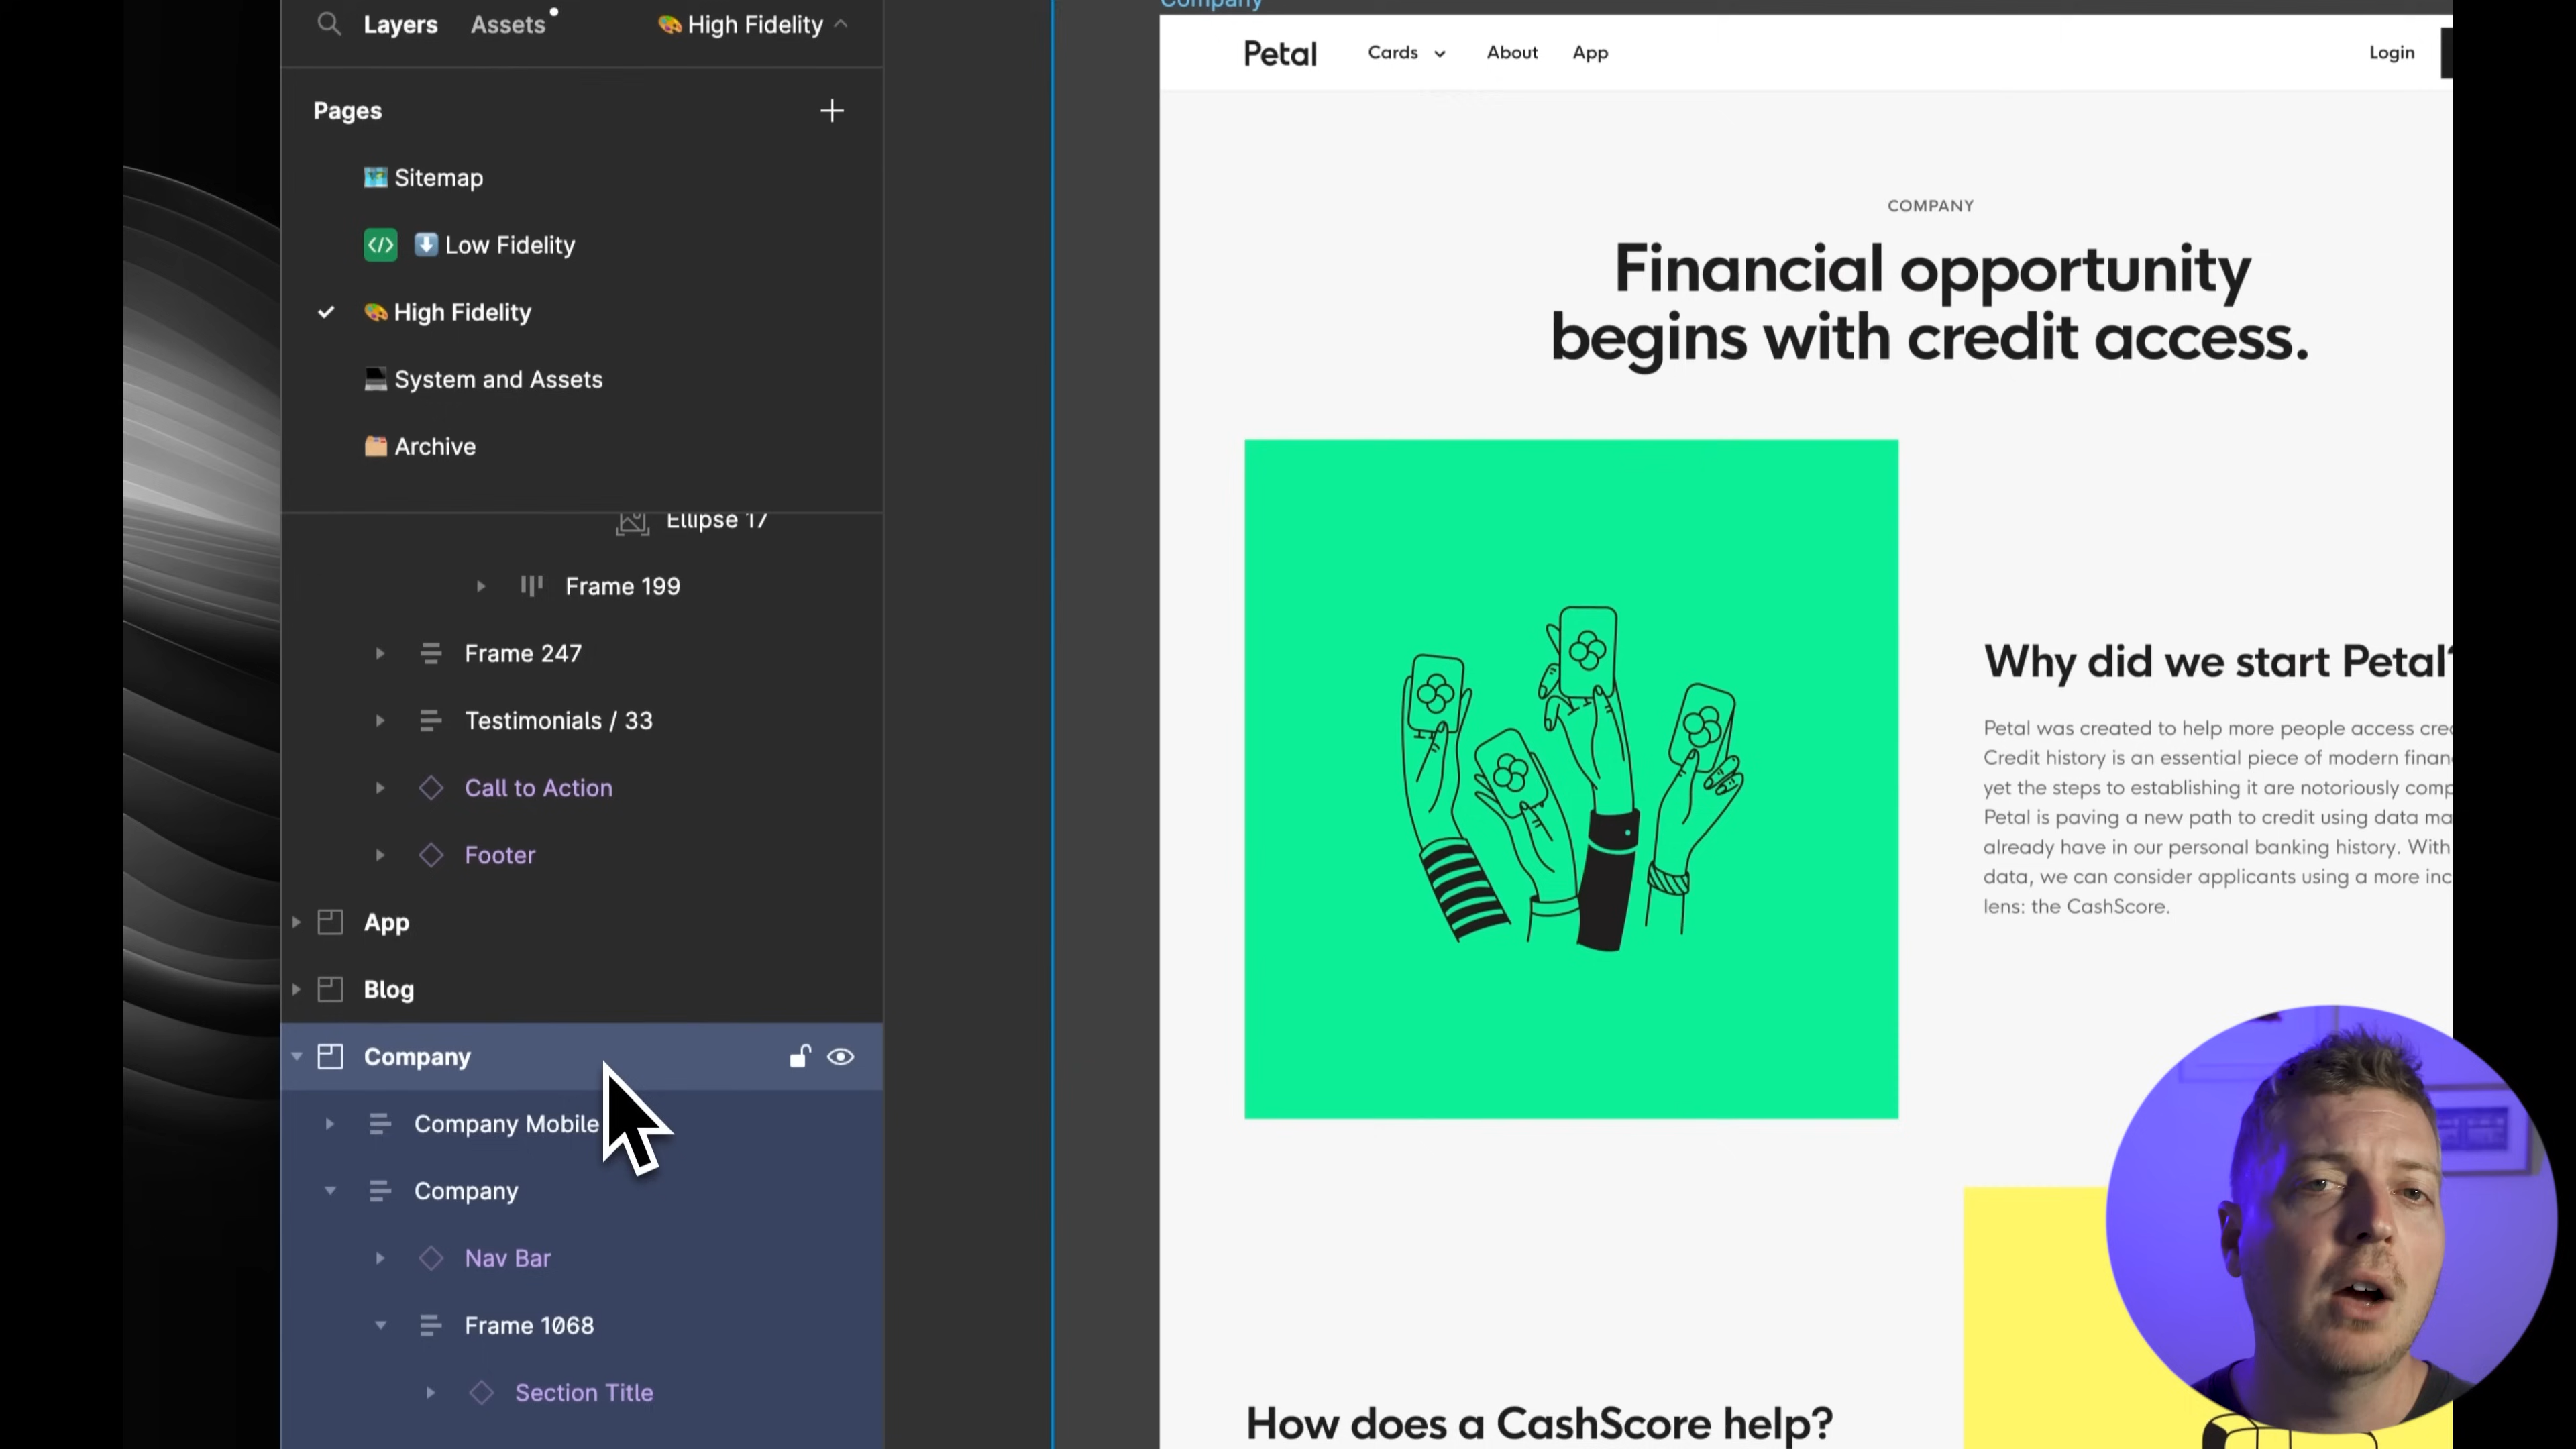 Layers Assets High Fidelity
Pages
Sitemap
Low Fidelity
High Fidelity
System and Assets
Archive
Ellipse 17
Frame 199
Frame 247
Testimonials / 33
Call to Action
Footer
App
Blog
Company
Company Mobile
Company
Nav Bar
Frame 1068
Section Title
Company
Petal Cards About App Login
COMPANY
Financial opportunity
begins with credit access.
Why did we start Petal?
Petal was created to help more people access cre
Credit history is an essential piece of modern finan
yet the steps to establishing it are notoriously comp
Petal is paving a new path to credit using data ma
already have in our personal banking history. With
data, we can consider applicants using a more inc
lens: the CashScore.
How does a CashScore help?